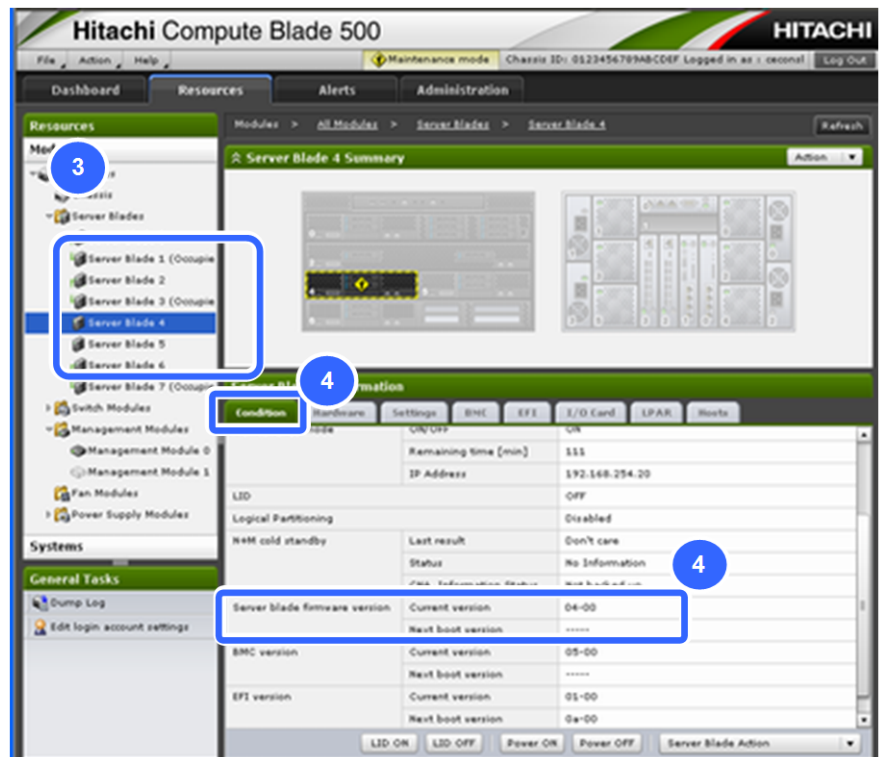 Hitachi Compute Blade 500
HITACHI
File Action Help
Maintenance mode Chassis ID: 0123456789ABCDEF Logged in as : ceconsl Log Out
Dashboard Resources Alerts Administration
Resources
Modules > All Modules > Server Blades > Server Blade 4
Refresh
3
Server Blade 4 Summary
Action
Server Blades
Server Blade 1 (Occupie
Server Blade 2
Server Blade 3 (Occupie
Server Blade 4
Server Blade 5
Server Blade 6
Server Blade 7 (Occupie
Switch Modules
Management Modules
Management Module 0
Management Module 1
Fan Modules
Power Supply Modules
Systems
General Tasks
Dump Log
Edit login account settings
4
Condition Hardware Settings BMC EFI I/O Card LPAR Hosts
ON/OFF ON
Remaining time [min] 111
IP Address 192.168.254.20
LID OFF
Logical Partitioning Disabled
N+M cold standby Last result Don't care
Status No Information
4
Server blade firmware version Current version 04-00
Next boot version -----
BMC version Current version 05-00
Next boot version -----
EFI version Current version 01-00
Next boot version 0a-00
LID ON LID OFF Power ON Power OFF Server Blade Action